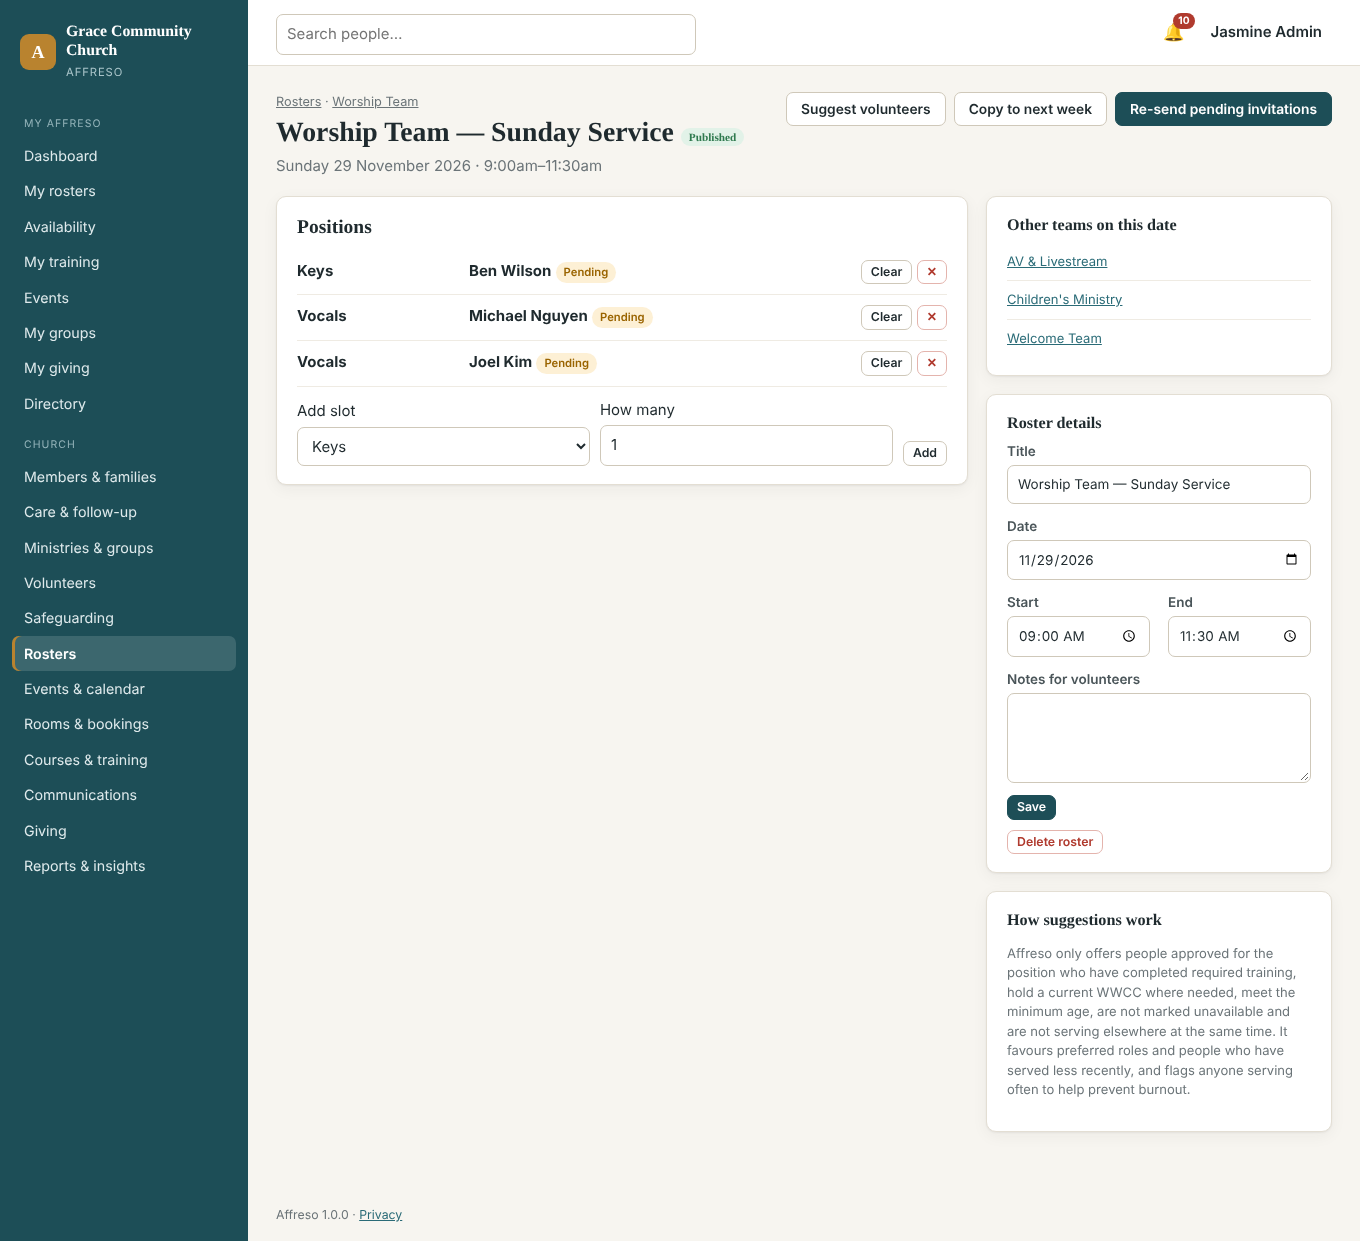 A
Grace Community
Church
AFFRESO
MY AFFRESO
Dashboard
My rosters
Availability
My training
Events
My groups
My giving
Directory
CHURCH
Members & families
Care & follow-up
Ministries & groups
Volunteers
Safeguarding
Rosters
Events & calendar
Rooms & bookings
Courses & training
Communications
Giving
Reports & insights
Search people...
10
Jasmine Admin
Rosters · Worship Team
Worship Team — Sunday Service Published
Sunday 29 November 2026 · 9:00am–11:30am
Suggest volunteers
Copy to next week
Re-send pending invitations
Positions
Keys Ben Wilson Pending Clear ✕
Vocals Michael Nguyen Pending Clear ✕
Vocals Joel Kim Pending Clear ✕
Add slot How many
Keys 1 Add
Other teams on this date
AV & Livestream
Children's Ministry
Welcome Team
Roster details
Title
Worship Team — Sunday Service
Date
11/29/2026
Start End
09:00 AM 11:30 AM
Notes for volunteers
Save
Delete roster
How suggestions work
Affreso only offers people approved for the
position who have completed required training,
hold a current WWCC where needed, meet the
minimum age, are not marked unavailable and
are not serving elsewhere at the same time. It
favours preferred roles and people who have
served less recently, and flags anyone serving
often to help prevent burnout.
Affreso 1.0.0 · Privacy